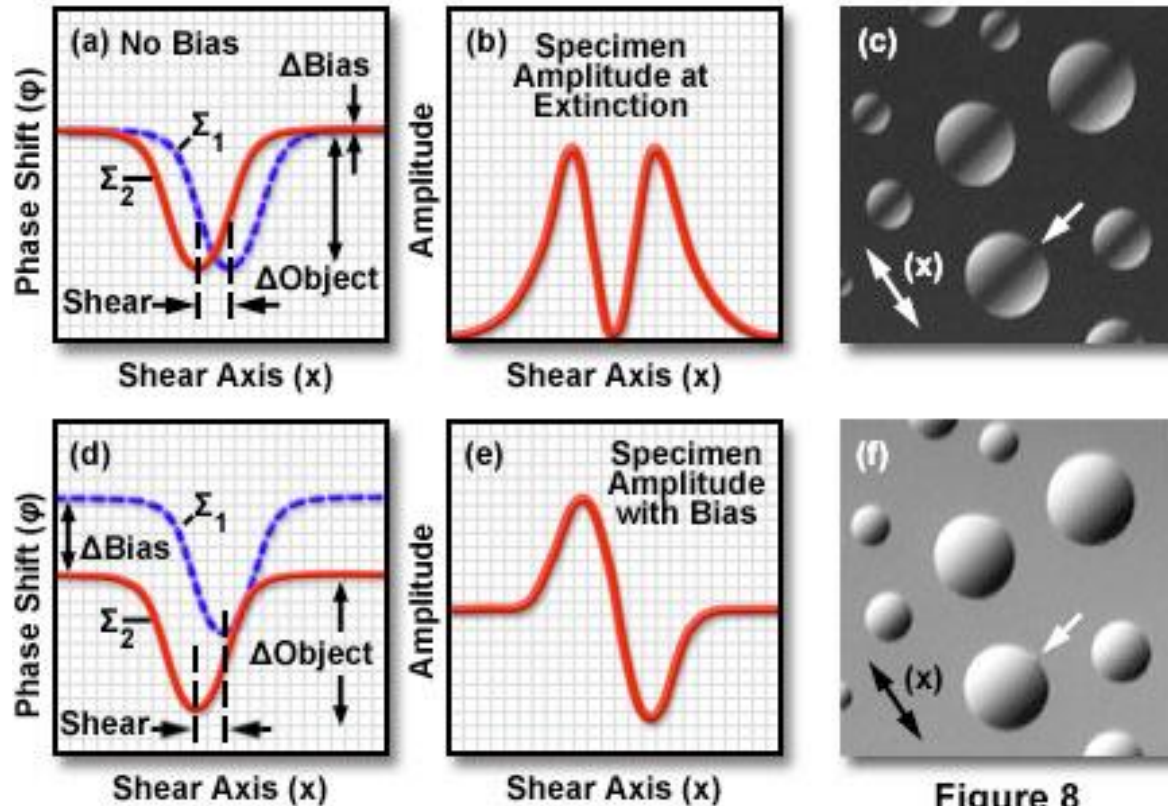 (a) No Bias
ΔBias
Σ1
Σ2
ΔObject
Shear
Phase Shift (φ)
Shear Axis (x)
(b)
Specimen
Amplitude at
Extinction
Amplitude
Shear Axis (x)
(c)
(x)
(d)
Σ1
ΔBias
Σ2
ΔObject
Shear
Phase Shift (φ)
Shear Axis (x)
(e)
Specimen
Amplitude
with Bias
Amplitude
Shear Axis (x)
(f)
(x)
Figure 8